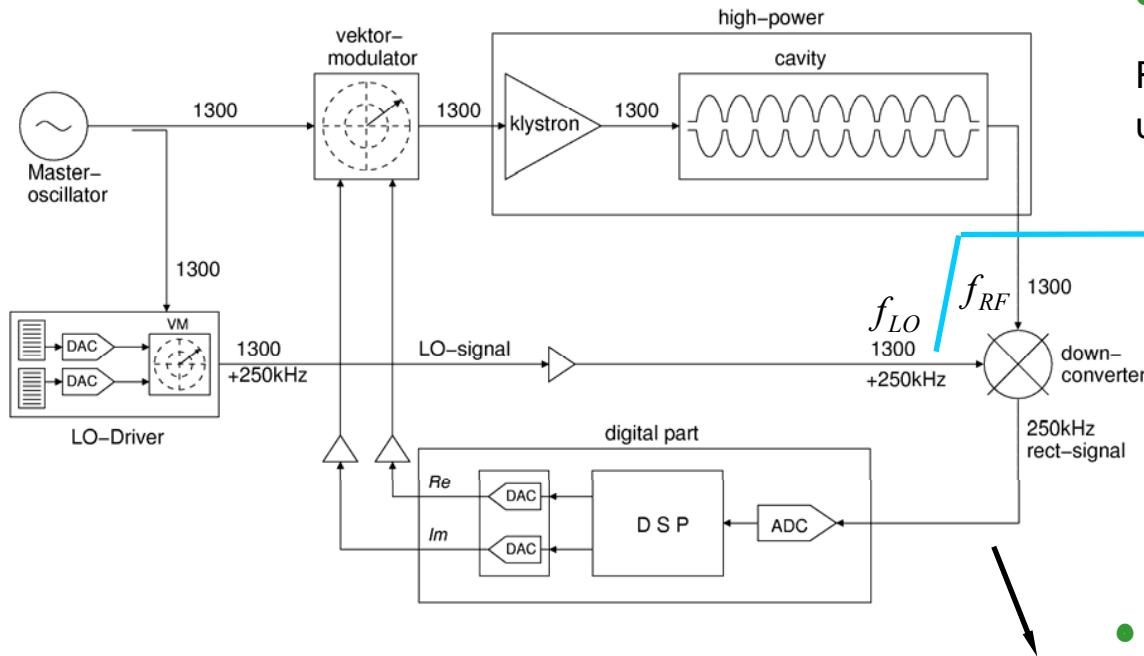 high−power
vektor−
modulator
cavity
1300
1300
klystron
1300
Master−
oscillator
1300
VM
DAC
DAC
LO−Driver
1300
+250kHz
LO−signal
f_LO
1300
+250kHz
f_RF
1300
down−
converter
250kHz
rect−signal
digital part
Re
DAC
Im
DAC
D S P
ADC